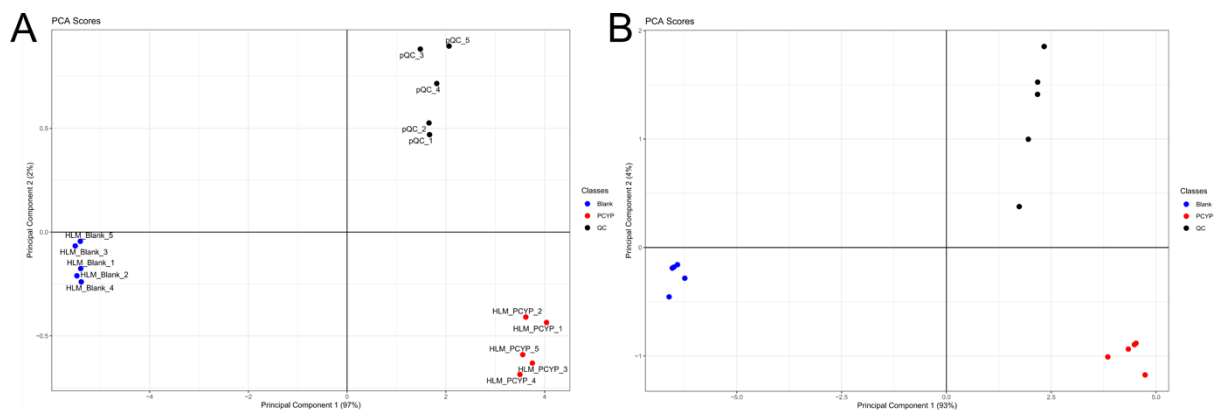 A
PCA Scores
pQC_5
pQC_3
pQC_4
pQC_2
pQC_1
HLM_Blank_5
HLM_Blank_3
HLM_Blank_1
HLM_Blank_2
HLM_Blank_4
HLM_PCYP_2
HLM_PCYP_1
HLM_PCYP_5
HLM_PCYP_3
HLM_PCYP_4
0.5
0.0
−0.5
−4
−2
0
2
4
Principal Component 2 (2%)
Principal Component 1 (97%)
Classes
Blank
PCYP
QC
B
PCA Scores
2
1
0
−1
−5.0
−2.5
0.0
2.5
5.0
Principal Component 2 (4%)
Principal Component 1 (93%)
Classes
Blank
PCYP
QC